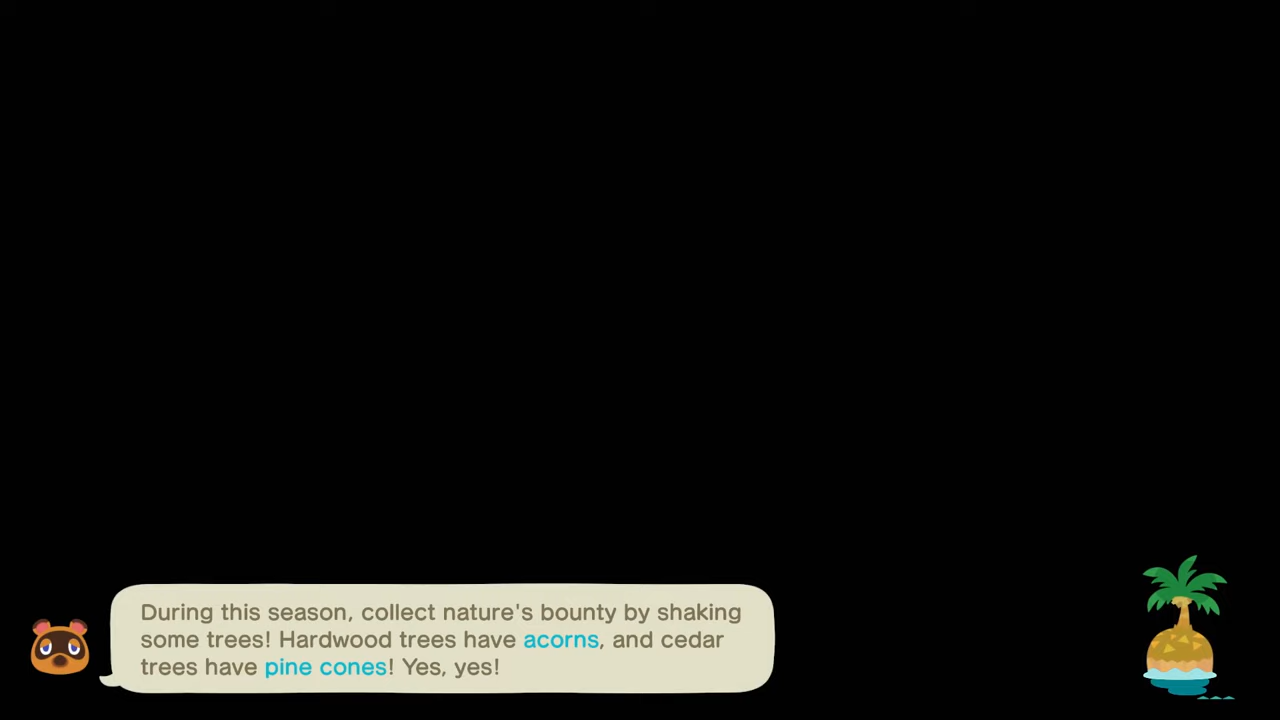 During this season, collect nature's bounty by shaking
some trees! Hardwood trees have acorns, and cedar
trees have pine cones! Yes, yes!